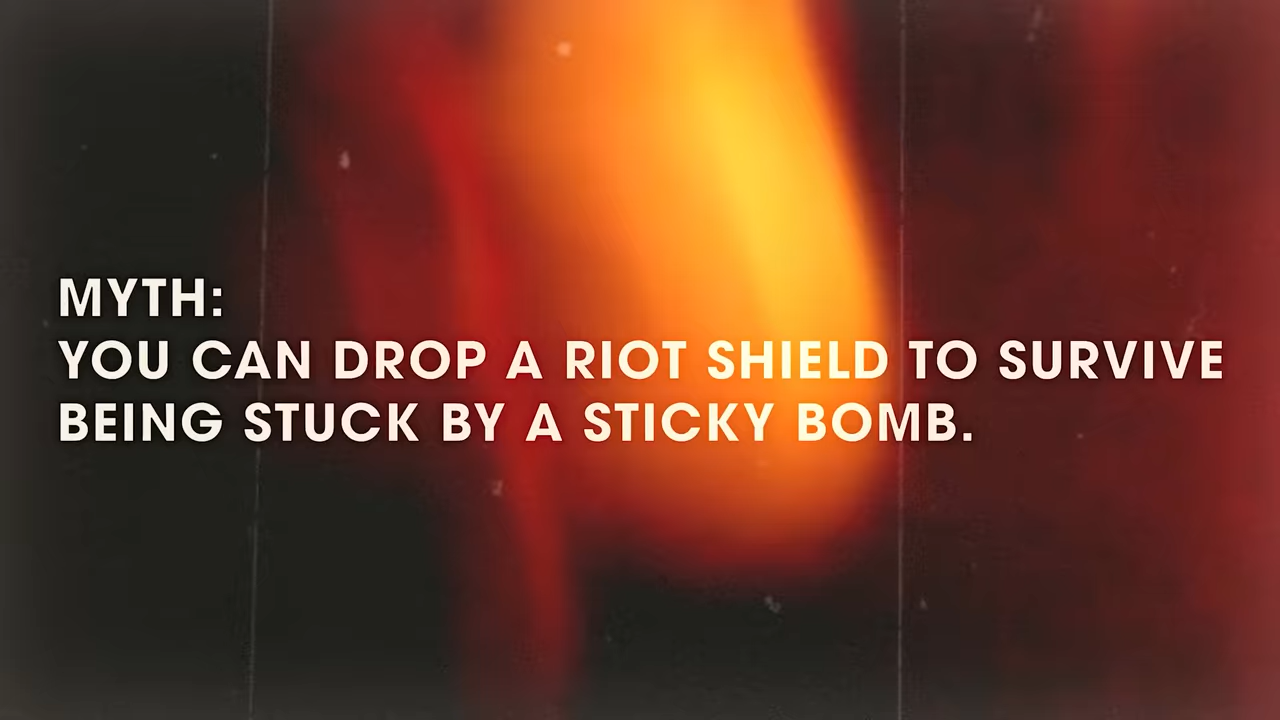 MYTH:
YOU CAN DROP A RIOT SHIELD TO SURVIVE
BEING STUCK BY A STICKY BOMB.